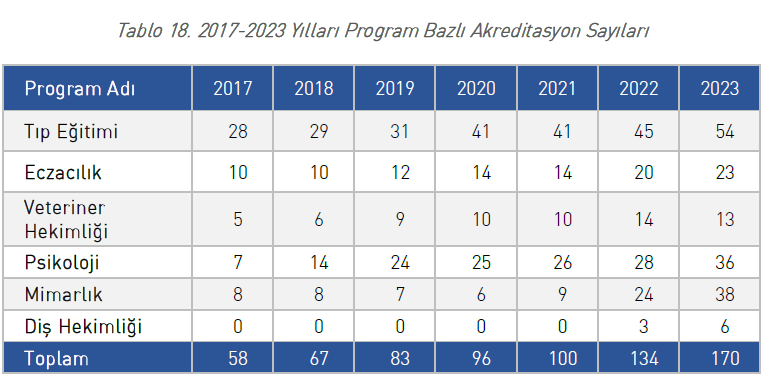 Tablo 18. 2017-2023 Yılları Program Bazlı Akreditasyon Sayıları
Program Adı 2017 2018 2019 2020 2021 2022 2023
Tıp Eğitimi 28 29 31 41 41 45 54
Eczacılık 10 10 12 14 14 20 23
Veteriner
Hekimliği 5 6 9 10 10 14 13
Psikoloji 7 14 24 25 26 28 36
Mimarlık 8 8 7 6 9 24 38
Diş Hekimliği 0 0 0 0 0 3 6
Toplam 58 67 83 96 100 134 170